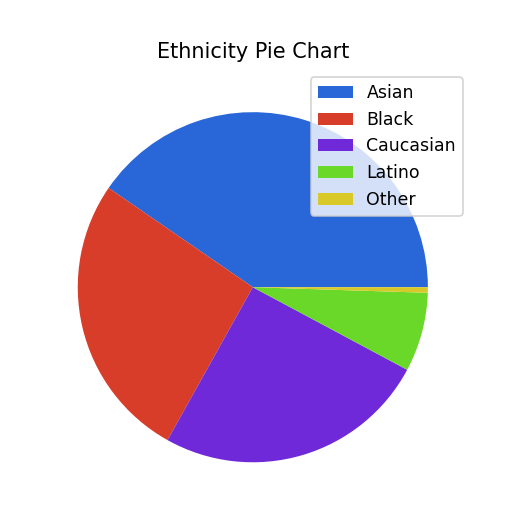 Ethnicity Pie Chart
Asian
Black
Caucasian
Latino
Other